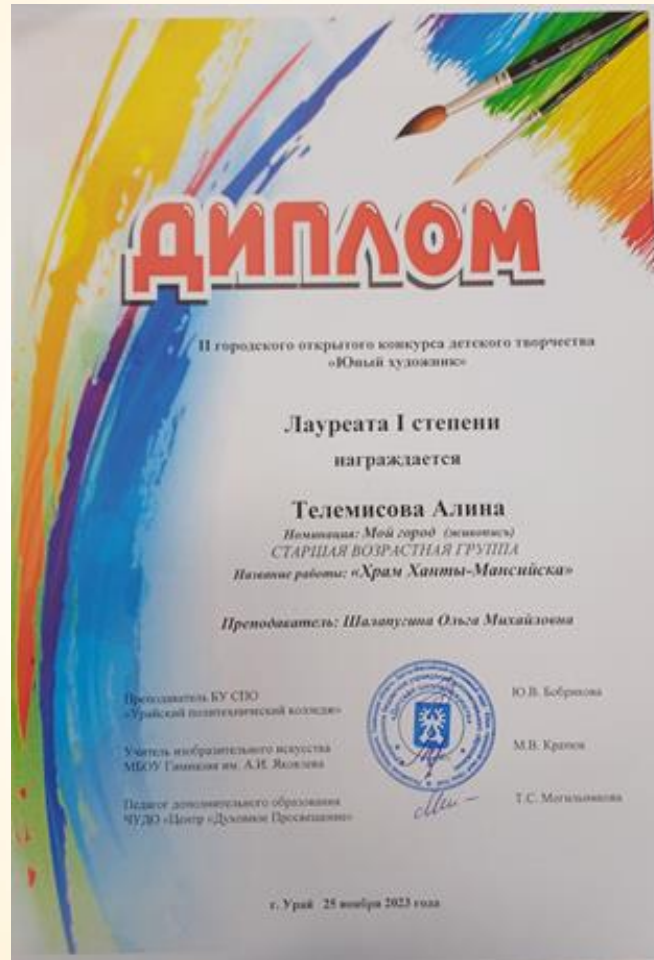 ДИПЛОМ
II городского открытого конкурса детского творчества
«Юный художник»
Лауреата I степени
награждается
Телемисова Алина
Номинация: Мой город (живопись)
СТАРШАЯ ВОЗРАСТНАЯ ГРУППА
Название работы: «Храм Ханты-Мансийска»
Преподаватель: Шалапугина Ольга Михайловна
Преподаватель БУ СПО
«Урайский политехнический колледж»
Ю.В. Бобрикова
Учитель изобразительного искусства
МБОУ Гимназия им. А.И. Яковлева
М.В.
Педагог дополнительного образования
ЧУДО «Центр «Духовное Просвещение»
Т.С. Могильникова
г. Урай 25 ноября 2023 года